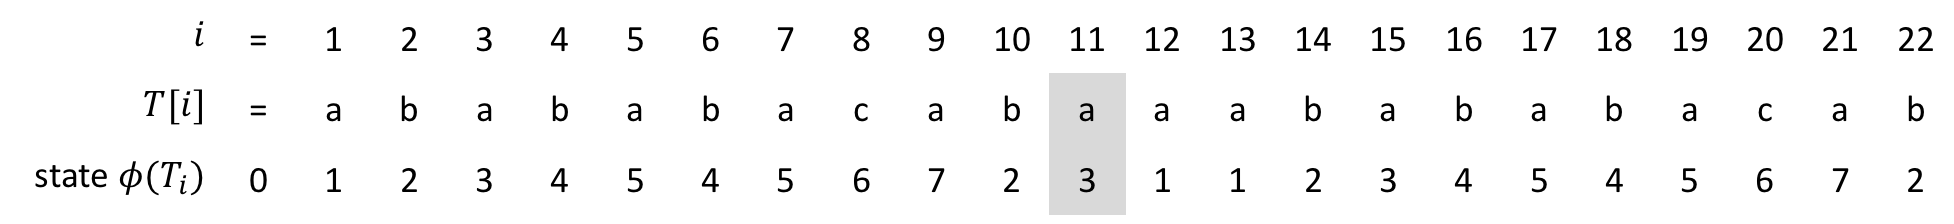 i = 1 2 3 4 5 6 7 8 9 10 11 12 13 14 15 16 17 18 19 20 21 22
T[i] = a b a b a b a c a b a a a b a b a b a c a b
state ϕ(Tᵢ) 0 1 2 3 4 5 4 5 6 7 2 3 1 1 2 3 4 5 4 5 6 7 2